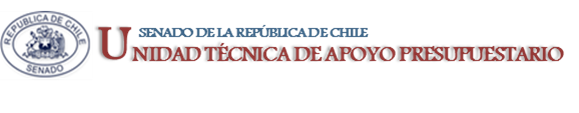 REPUBLICA DE CHILE
SENADO
SENADO DE LA REPÚBLICA DE CHILE
UNIDAD TÉCNICA DE APOYO PRESUPUESTARIO